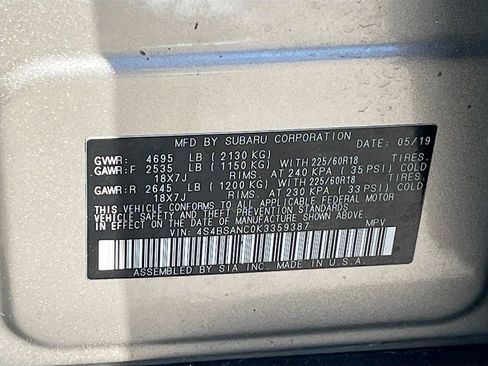 MFD BY SUBARU CORPORATION DATE: 05/19
GVWR: 4695 LB (2130 KG)
GAWR:F 2535 LB (1150 KG) WITH 225/60R18 TIRES.
18X7J RIMS. AT 240 KPA (35 PSI) COLD
GAWR:R 2645 LB (1200 KG) WITH 225/60R18 TIRES.
18X7J RIMS. AT 230 KPA (33 PSI) COLD
THIS VEHICLE CONFORMS TO ALL APPLICABLE FEDERAL MOTOR
VEHICLE SAFETY AND THEFT PREVENTION STANDARDS
IN EFFECT ON THE DATE OF MANUFACTURE SHOWN ABOVE.
VIN: 4S4BSANC0K3359387 MPV
ASSEMBLED BY SIA INC. MADE IN U.S.A.